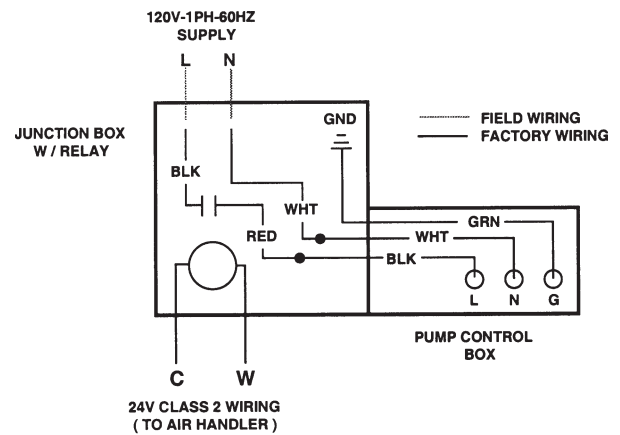 120V-1PH-60HZ
SUPPLY
L N
JUNCTION BOX
W / RELAY
GND
FIELD WIRING
FACTORY WIRING
BLK
WHT
RED
GRN
WHT
BLK
L N G
PUMP CONTROL
BOX
C W
24V CLASS 2 WIRING
( TO AIR HANDLER )